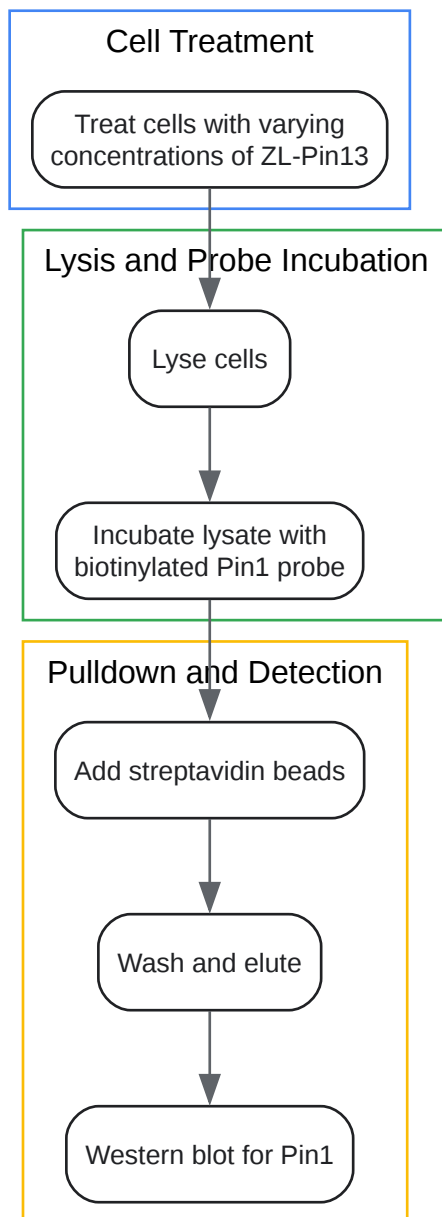 Cell Treatment
Treat cells with varying
concentrations of ZL-Pin13
Lysis and Probe Incubation
Lyse cells
Incubate lysate with
biotinylated Pin1 probe
Pulldown and Detection
Add streptavidin beads
Wash and elute
Western blot for Pin1